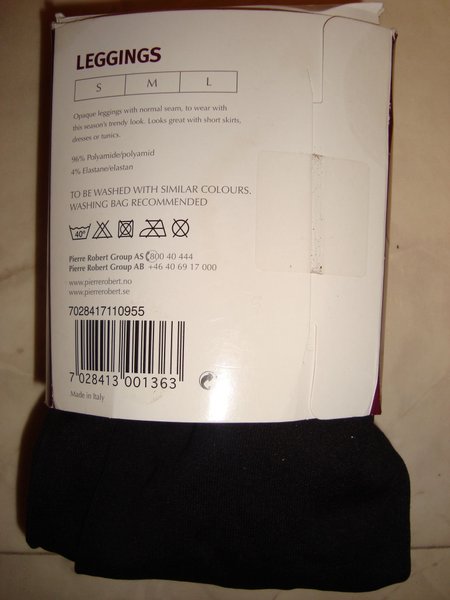 LEGGINGS
S M L
Opaque leggings with normal seam, to wear with
this season's trendy look. Looks great with short skirts,
dresses or tunics.
96% Polyamide/polyamid
4% Elastane/elastan
TO BE WASHED WITH SIMILAR COLOURS.
WASHING BAG RECOMMENDED
40°
Pierre Robert Group AS 800 40 444
Pierre Robert Group AB +46 40 69 17 000
www.pierrerobert.no
www.pierrerobert.se
7028417110955
7 028413 001363
Made in Italy